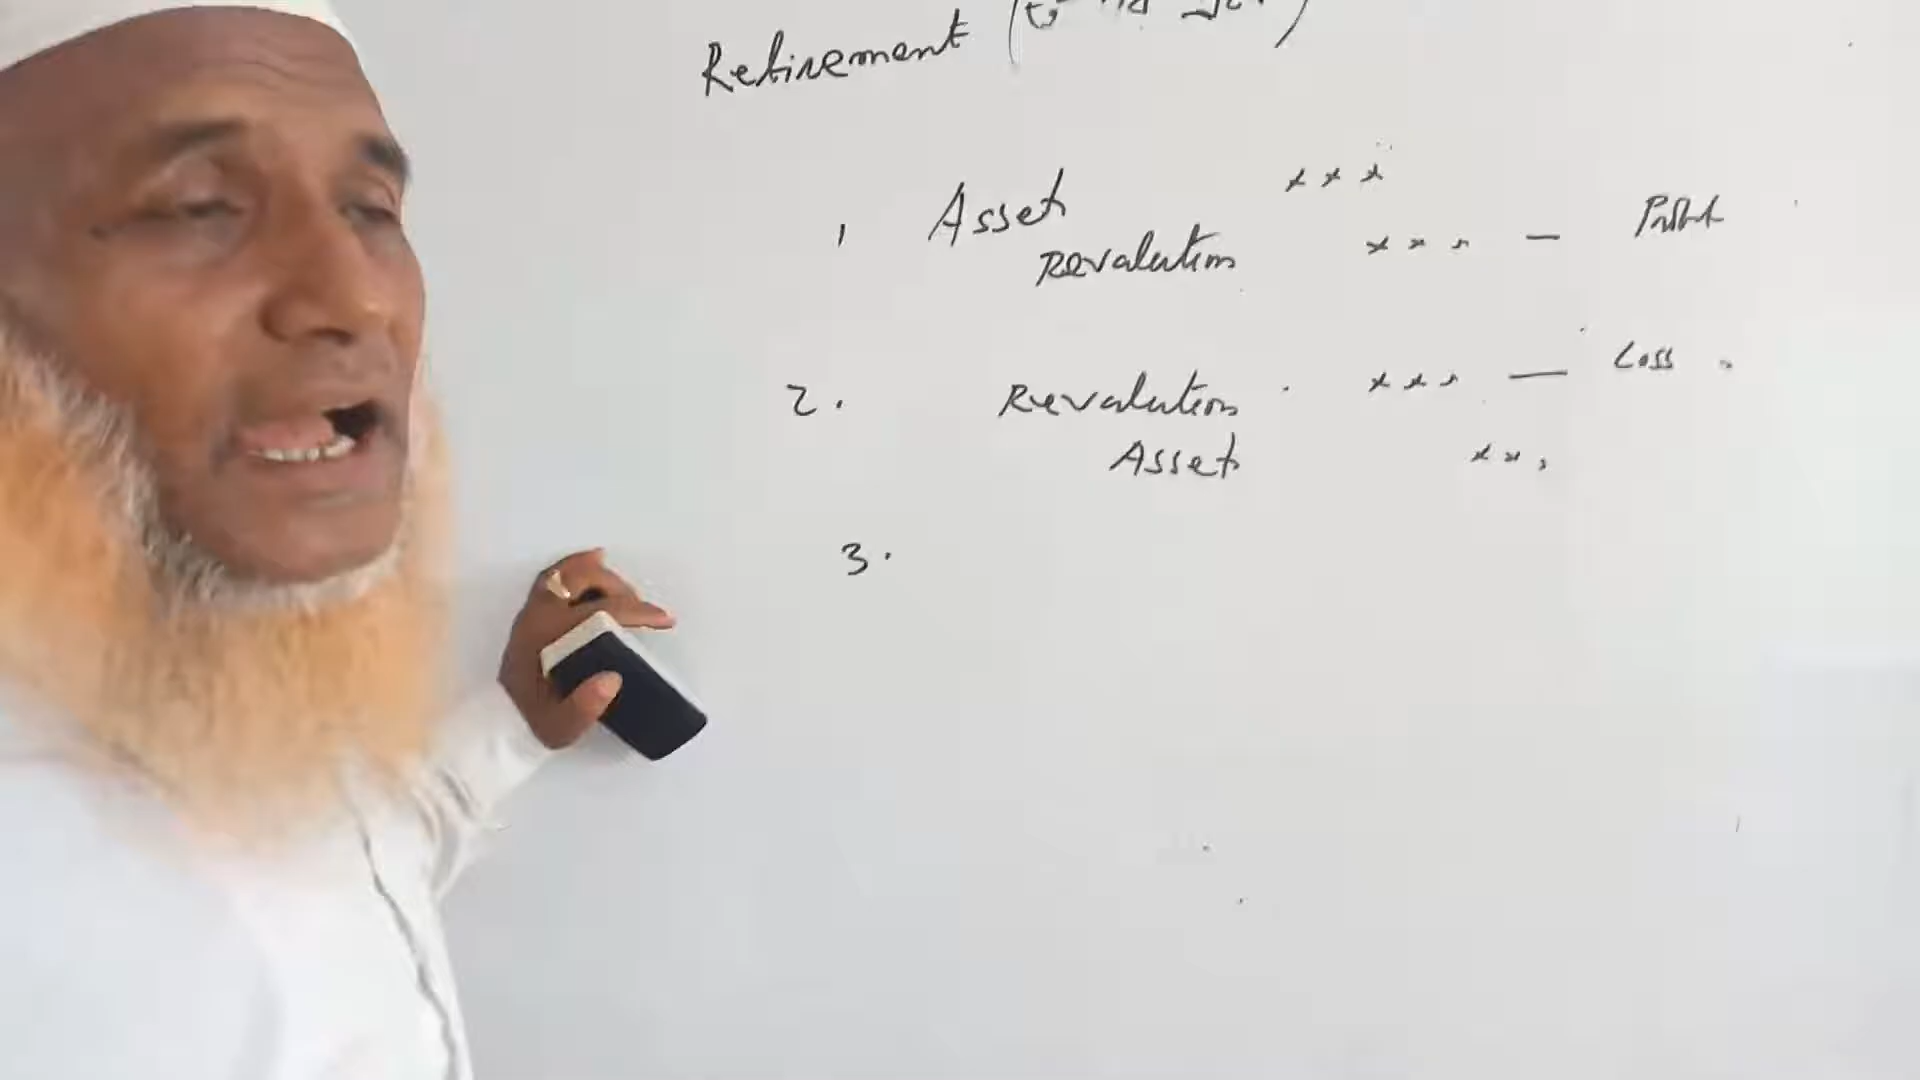 Retirement (
1 Asset xxx
Revalution xxx — Profit
2. Revalution xxx — Loss.
Asset xxx
3.